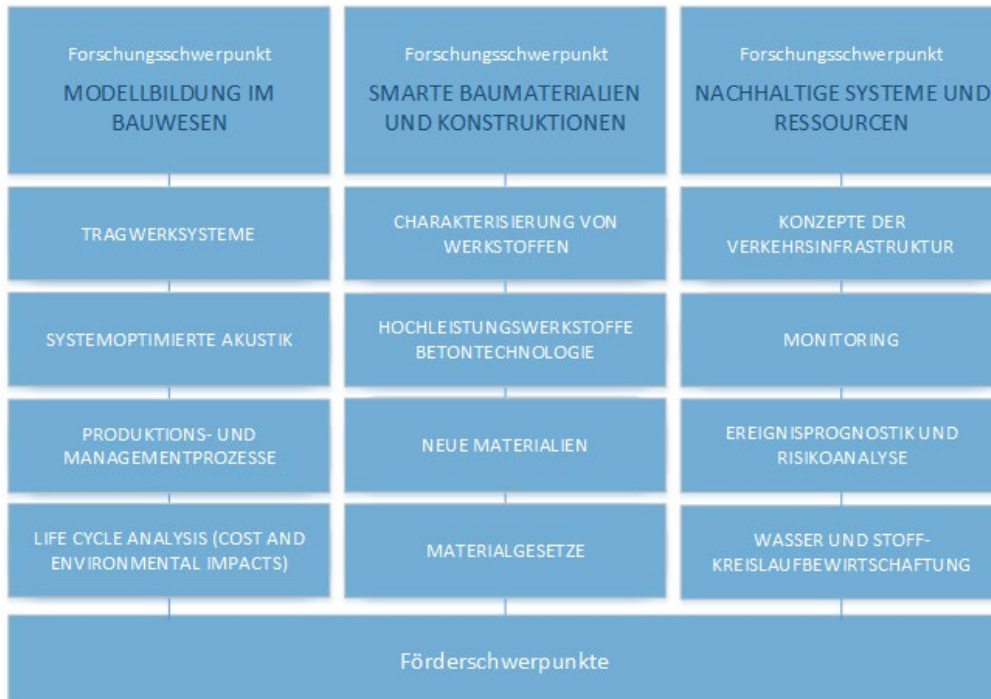 Forschungsschwerpunkt
MODELLBILDUNG IM
BAUWESEN
TRAGWERKSYSTEME
SYSTEMOPTIMIERTE AKUSTIK
PRODUKTIONS- UND
MANAGEMENTPROZESSE
LIFE CYCLE ANALYSIS (COST AND
ENVIRONMENTAL IMPACTS)
Forschungsschwerpunkt
SMARTE BAUMATERIALIEN
UND KONSTRUKTIONEN
CHARAKTERISIERUNG VON
WERKSTOFFEN
HOCHLEISTUNGSWERKSTOFFE
BETONTECHNOLOGIE
NEUE MATERIALIEN
MATERIALGESETZE
Forschungsschwerpunkt
NACHHALTIGE SYSTEME UND
RESSOURCEN
KONZEPTE DER
VERKEHRSINFRASTRUKTUR
MONITORING
EREIGNISPROGNOSTIK UND
RISIKOANALYSE
WASSER UND STOFF-
KREISLAUFBEWIRTSCHAFTUNG
Förderschwerpunkte